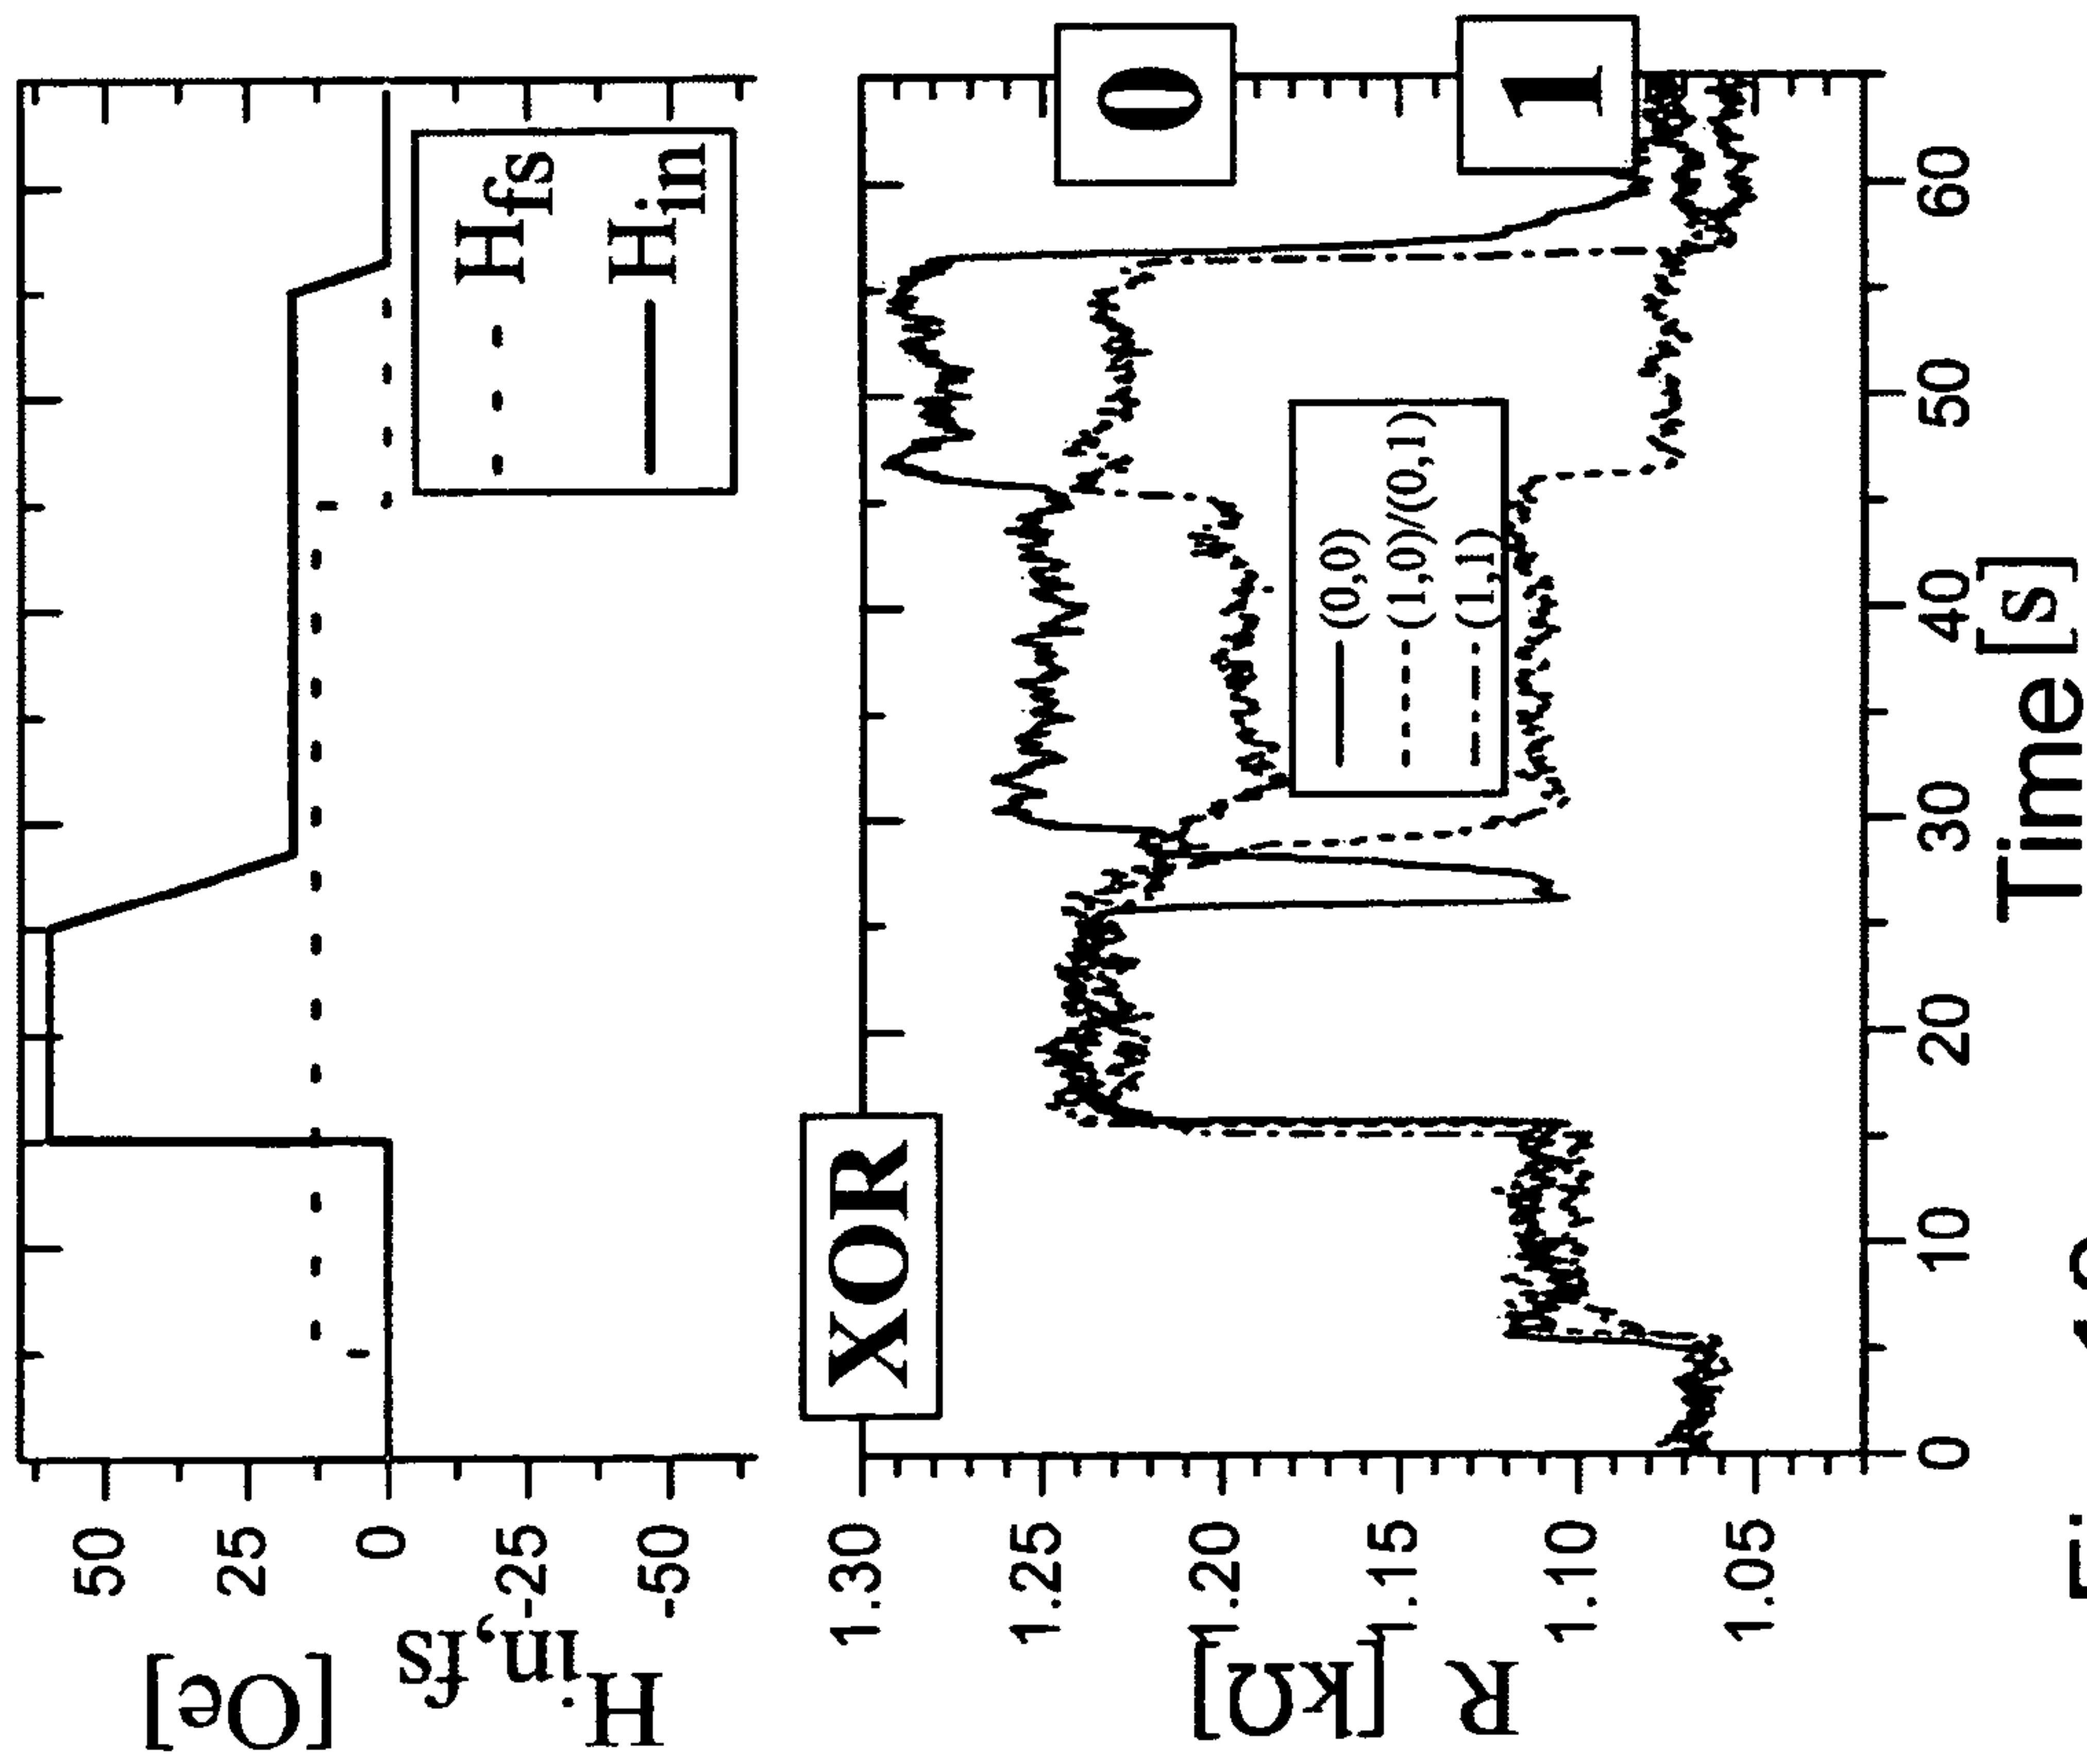 H_in,fs
[Oe]
50
25
0
-25
-50
H_fs
H_in
XOR
R
[kΩ]
1.30
1.25
1.20
1.15
1.10
1.05
0
1
(0,0)
(1,0)/(0,1)
(1,1)
0 10 20 30 40 50 60
Time [s]